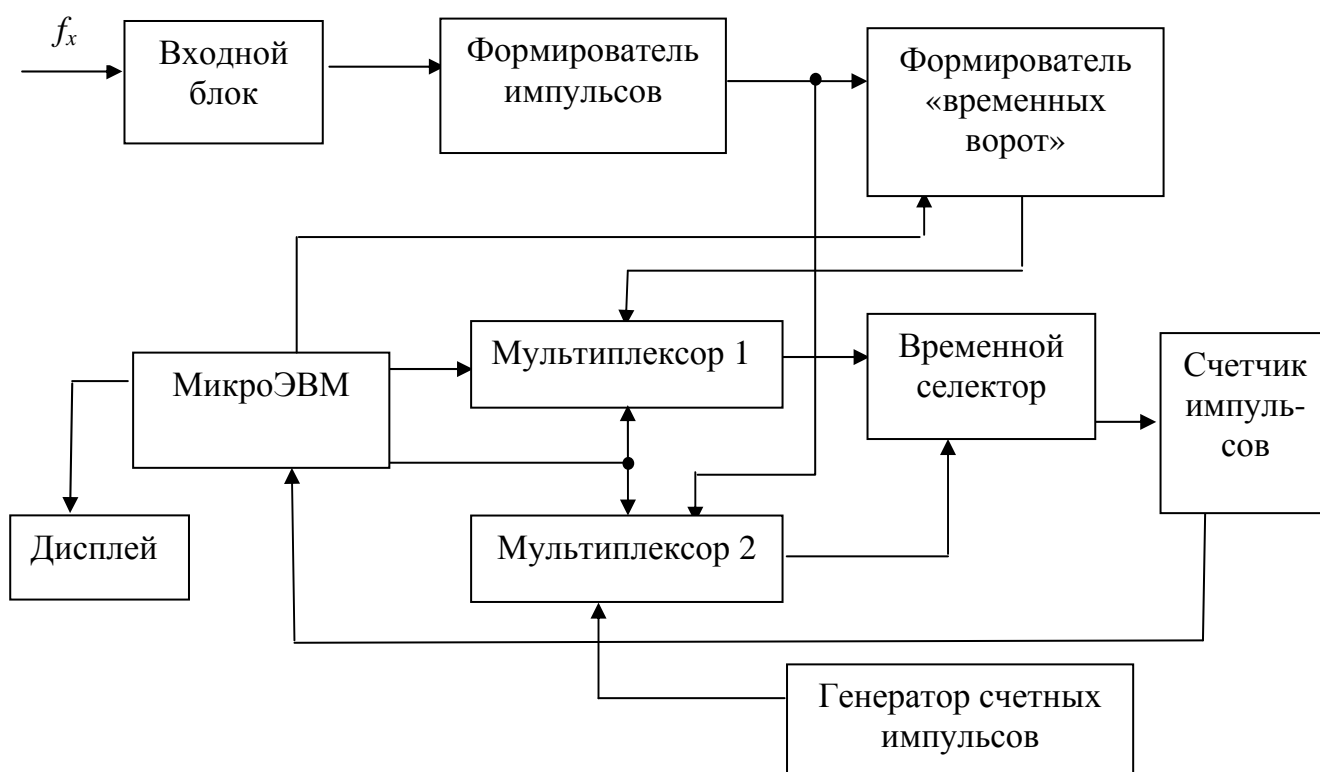 fx
Входной
блок
Формирователь
импульсов
Формирователь
«временных
ворот»
Мультиплексор 1
Временной
селектор
Счетчик
импуль-
сов
МикроЭВМ
Дисплей
Мультиплексор 2
Генератор счетных
импульсов